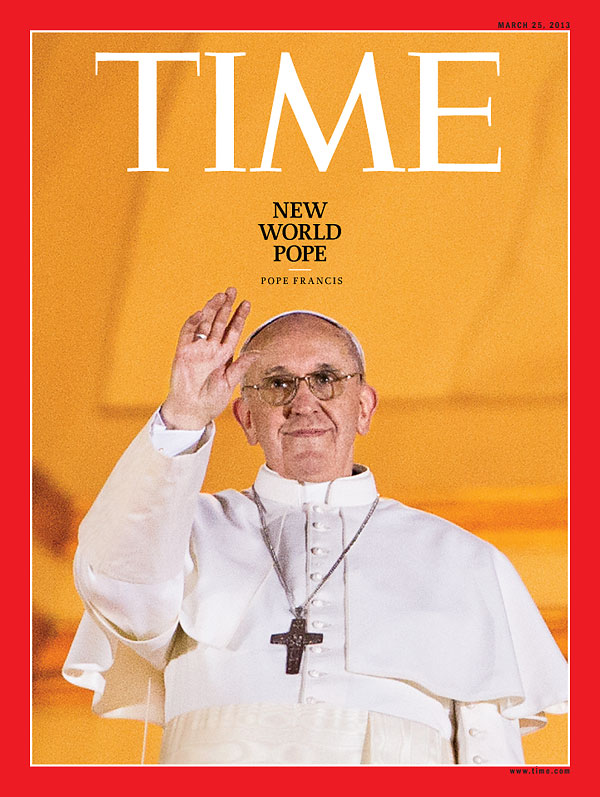 MARCH 25, 2013
TIME
NEW
WORLD
POPE
POPE FRANCIS
www.time.com